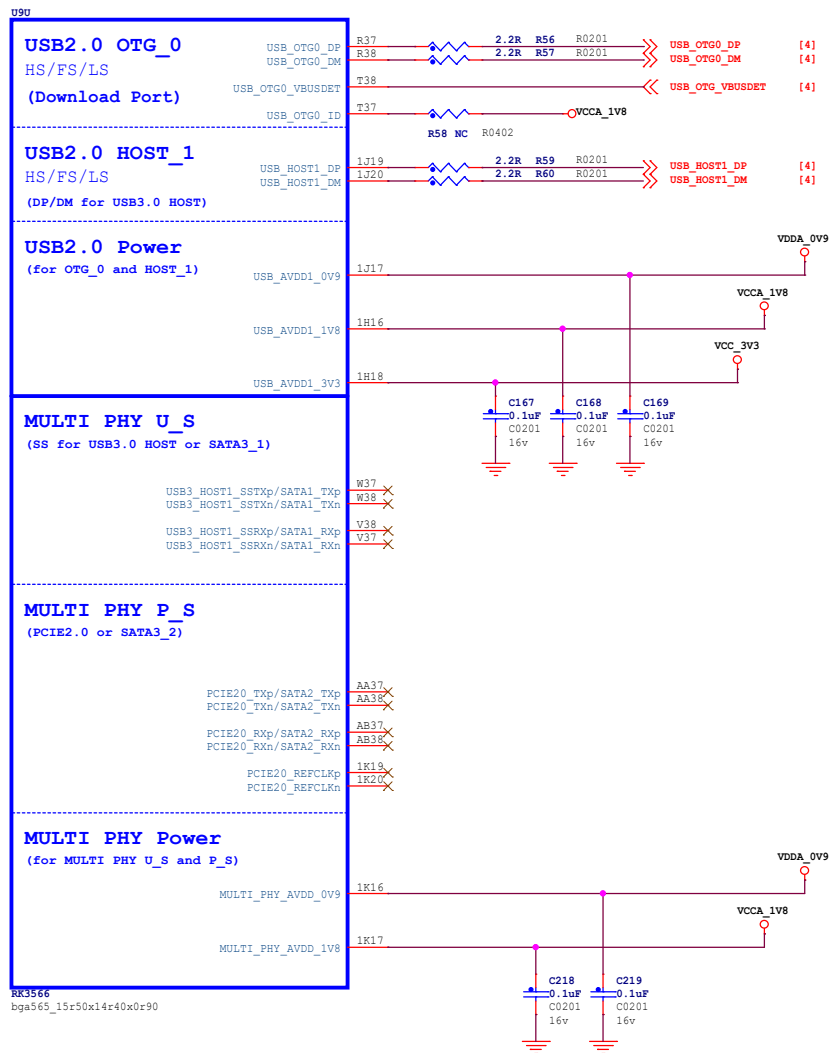 U9U
USB2.0 OTG_0
HS/FS/LS
(Download Port)
USB_OTG0_DP R37 2.2R R56 R0201 USB_OTG0_DP [4]
USB_OTG0_DM R38 2.2R R57 R0201 USB_OTG0_DM [4]
USB_OTG0_VBUSDET T38 USB_OTG_VBUSDET [4]
USB_OTG0_ID T37 VCCA_1V8
R58 NC R0402
USB2.0 HOST_1
HS/FS/LS
(DP/DM for USB3.0 HOST)
USB_HOST1_DP 1J19 2.2R R59 R0201 USB_HOST1_DP [4]
USB_HOST1_DM 1J20 2.2R R60 R0201 USB_HOST1_DM [4]
USB2.0 Power
(for OTG_0 and HOST_1)
VDDA_0V9
USB_AVDD1_0V9 1J17
VCCA_1V8
USB_AVDD1_1V8 1H16
VCC_3V3
USB_AVDD1_3V3 1H18
C167 C168 C169
0.1uF 0.1uF 0.1uF
C0201 C0201 C0201
16v 16v 16v
MULTI PHY U_S
(SS for USB3.0 HOST or SATA3_1)
USB3_HOST1_SSTXp/SATA1_TXp W37
USB3_HOST1_SSTXn/SATA1_TXn W38
USB3_HOST1_SSRXp/SATA1_RXp V38
USB3_HOST1_SSRXn/SATA1_RXn V37
MULTI PHY P_S
(PCIE2.0 or SATA3_2)
PCIE20_TXp/SATA2_TXp AA37
PCIE20_TXn/SATA2_TXn AA38
PCIE20_RXp/SATA2_RXp AB37
PCIE20_RXn/SATA2_RXn AB38
PCIE20_REFCLKp 1K19
PCIE20_REFCLKn 1K20
MULTI PHY Power
(for MULTI PHY U_S and P_S)
VDDA_0V9
MULTI_PHY_AVDD_0V9 1K16
VCCA_1V8
MULTI_PHY_AVDD_1V8 1K17
C218 C219
0.1uF 0.1uF
C0201 C0201
16v 16v
RK3566
bga565_15r50x14r40x0r90